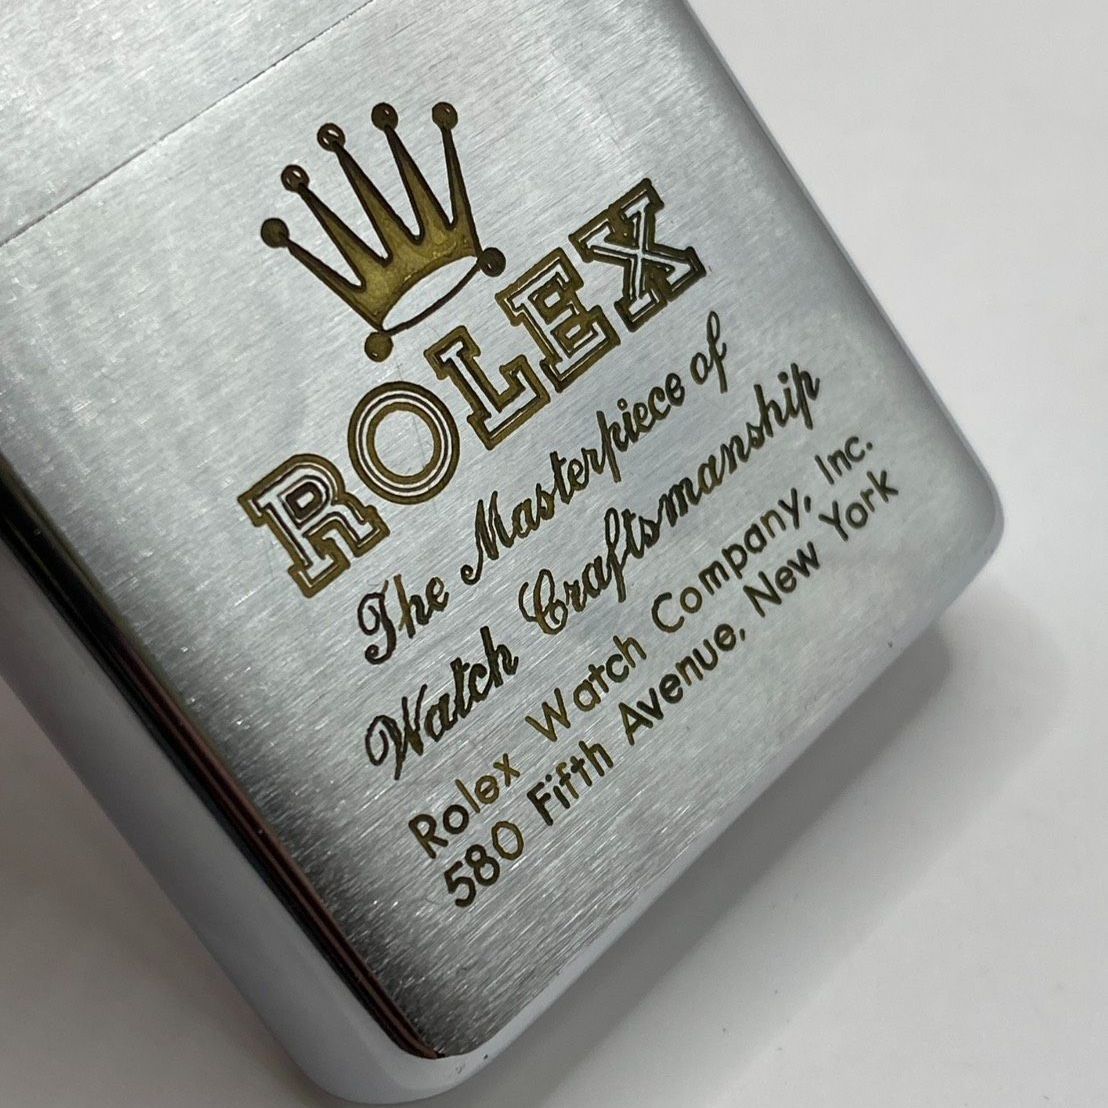 ROLEX
The Masterpiece of
Watch Craftsmanship
Rolex Watch Company, Inc.
580 Fifth Avenue, New York